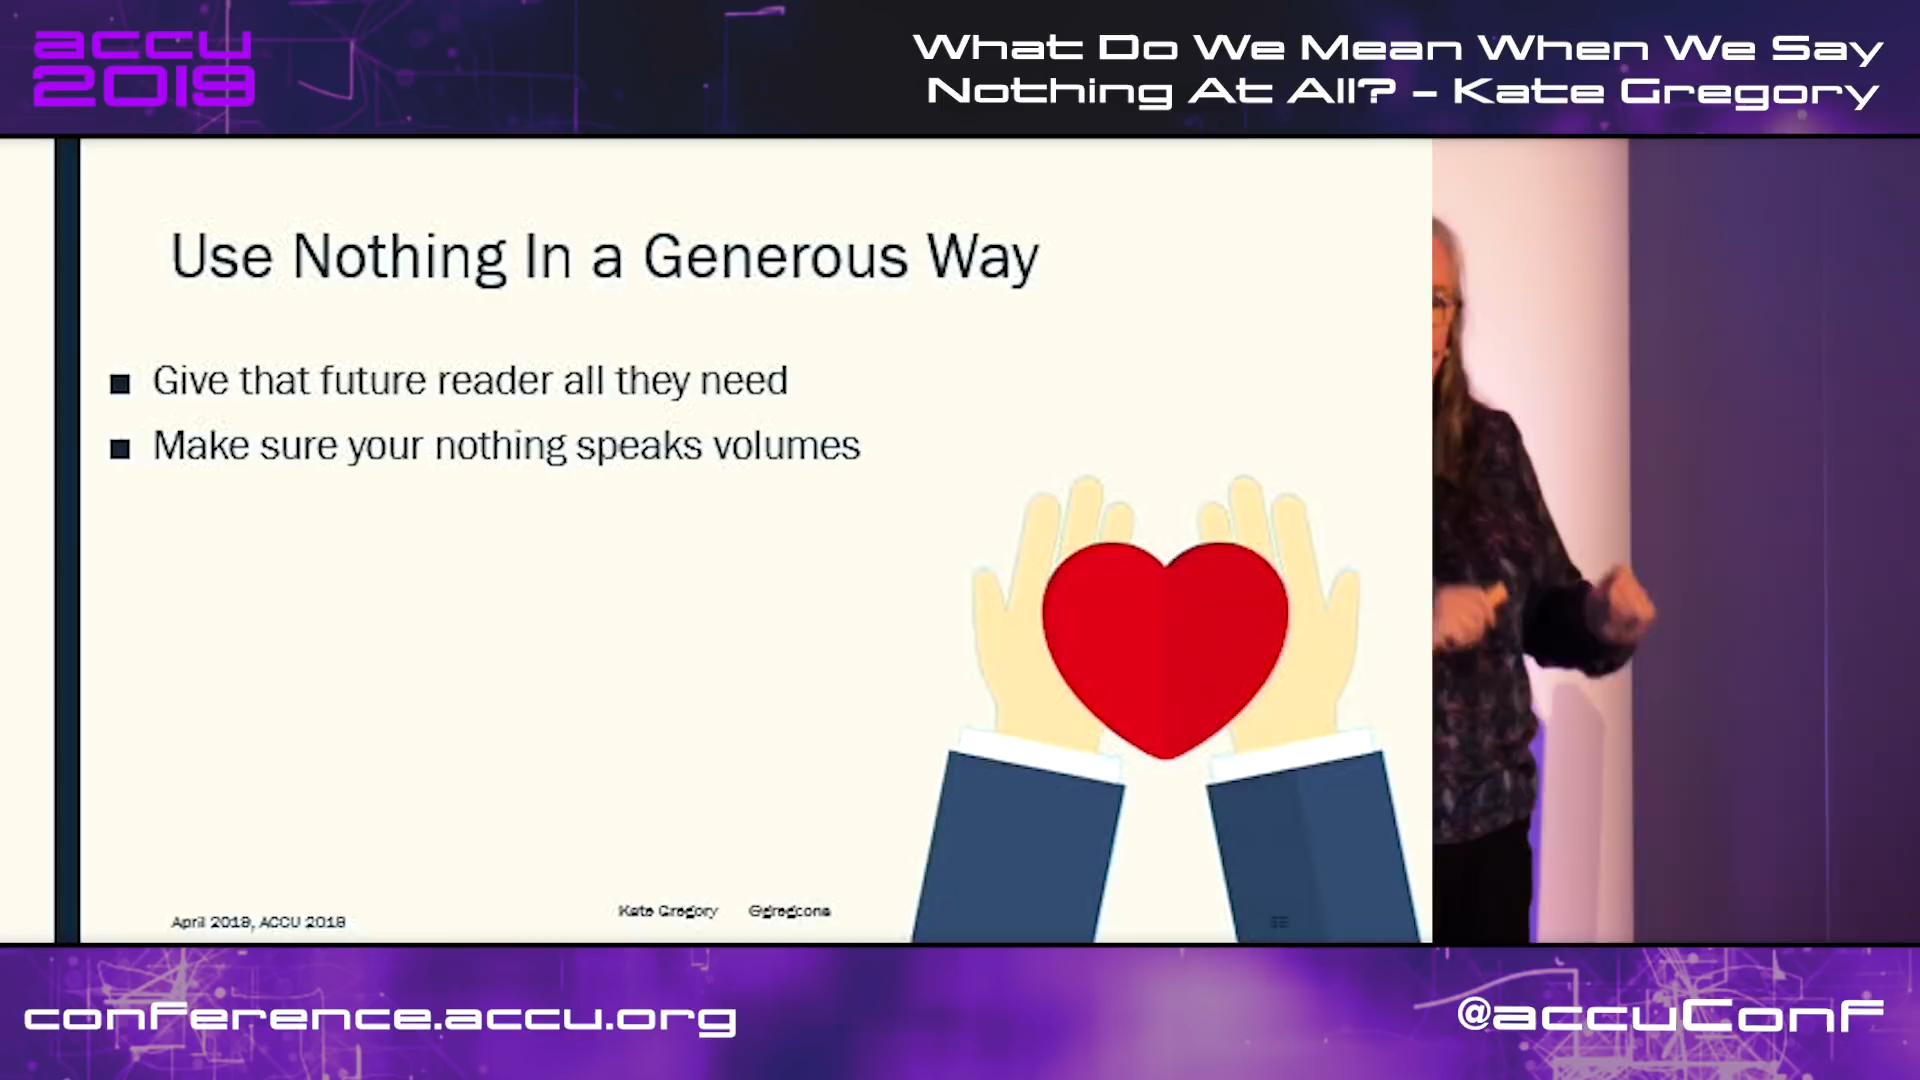 accu
2019
What Do We Mean When We Say
Nothing At All? - Kate Gregory
Use Nothing In a Generous Way
Give that future reader all they need
Make sure your nothing speaks volumes
April 2019, ACCU 2019
Kate Gregory @gregcons
conference.accu.org
@accuConf